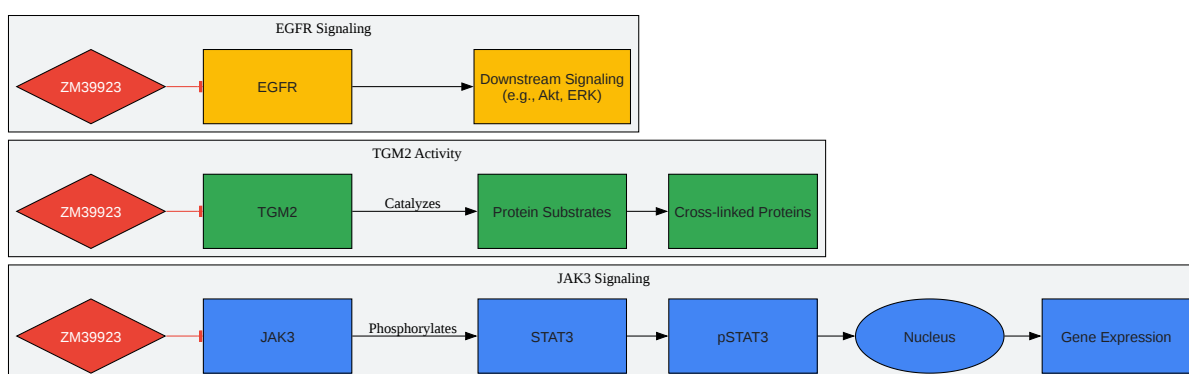 EGFR Signaling
ZM39923
EGFR
Downstream Signaling
(e.g., Akt, ERK)
TGM2 Activity
ZM39923
TGM2
Catalyzes
Protein Substrates
Cross-linked Proteins
JAK3 Signaling
ZM39923
JAK3
Phosphorylates
STAT3
pSTAT3
Nucleus
Gene Expression